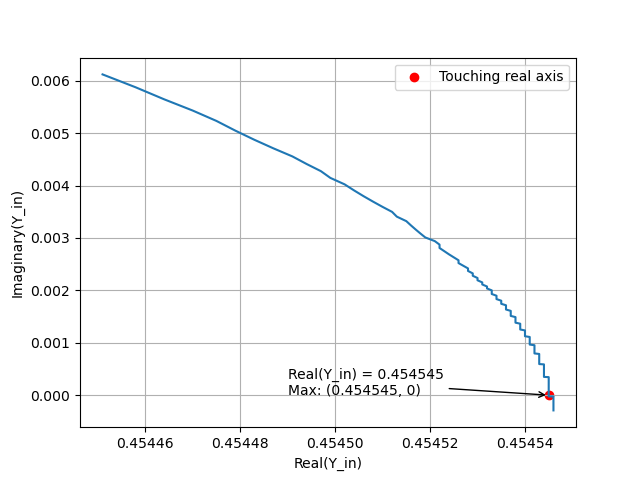 Touching real axis
0.006
0.005
0.004
0.003
0.002
0.001
0.000
Imaginary(Y_in)
Real(Y_in) = 0.454545
Max: (0.454545, 0)
0.45446
0.45448
0.45450
0.45452
0.45454
Real(Y_in)